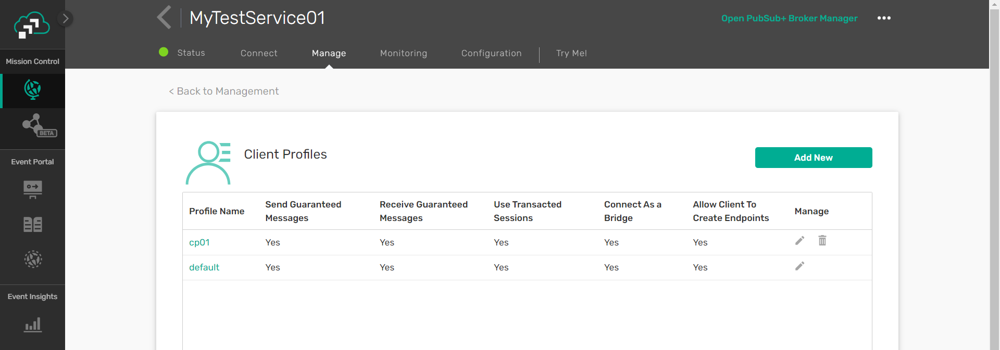 MyTestService01
Open PubSub+ Broker Manager
Status
Connect
Manage
Monitoring
Configuration
Try Me!
Mission Control
BETA
Event Portal
Event Insights
< Back to Management
Client Profiles
Add New
Profile Name
Send Guaranteed
Messages
Receive Guaranteed
Messages
Use Transacted
Sessions
Connect As a
Bridge
Allow Client To
Create Endpoints
Manage
cp01 Yes Yes Yes Yes Yes
default Yes Yes Yes Yes Yes